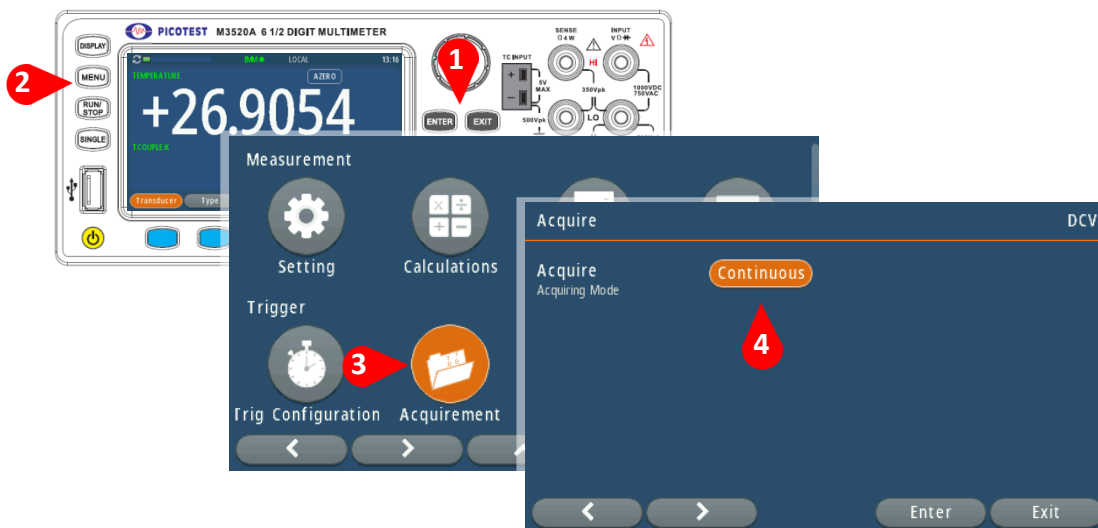 PICOTEST M3520A 6 1/2 DIGIT MULTIMETER
DISPLAY
MENU
RUN/
STOP
SINGLE
IMM
LOCAL
13:16
TEMPERATURE
AZERO
+26.9054
TCOUPLE:K
Transducer
Type
1
2
ENTER
EXIT
TC INPUT
+
−
5V
MAX
500Vpk
SENSE
Ω 4 W
INPUT
HI
350Vpk
1000VDC
750VAC
LO
Measurement
Setting
Calculations
Trigger
3
Trig Configuration
Acquirement
Acquire
DCV
Acquire
Continuous
Acquiring Mode
4
Enter
Exit